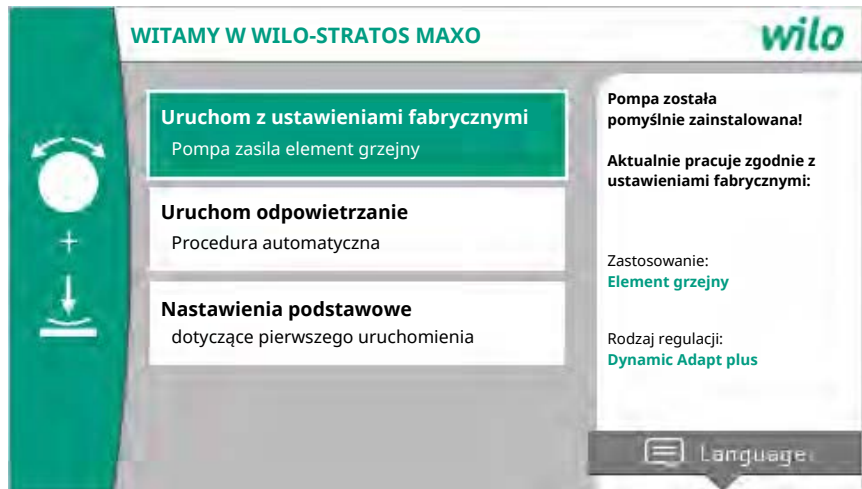 WITAMY W WILO-STRATOS MAXO
wilo
Uruchom z ustawieniami fabrycznymi
Pompa zasila element grzejny
Uruchom odpowietrzanie
Procedura automatyczna
Nastawienia podstawowe
dotyczące pierwszego uruchomienia
Pompa została
pomyślnie zainstalowana!
Aktualnie pracuje zgodnie z
ustawieniami fabrycznymi:
Zastosowanie:
Element grzejny
Rodzaj regulacji:
Dynamic Adapt plus
Language